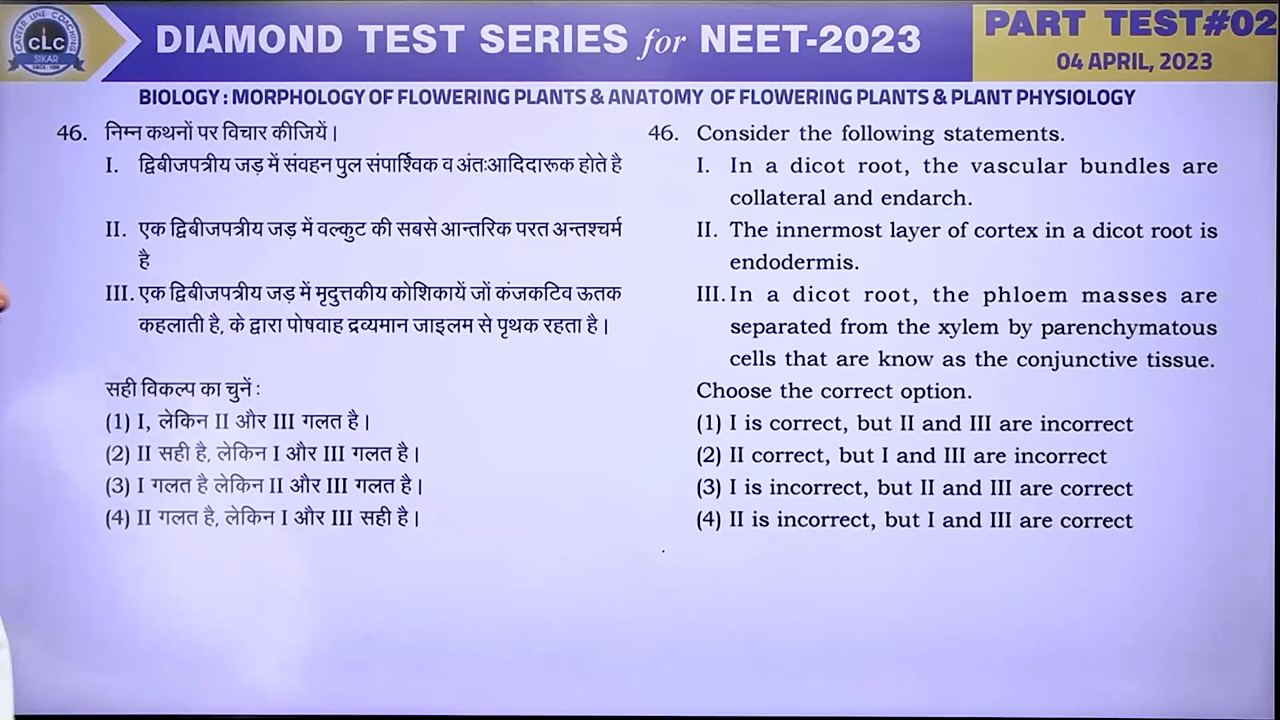 CAREER LINE COACHING
CLC
SIKAR
DIAMOND TEST SERIES for NEET-2023
PART TEST#02
04 APRIL, 2023
BIOLOGY : MORPHOLOGY OF FLOWERING PLANTS & ANATOMY OF FLOWERING PLANTS & PLANT PHYSIOLOGY
46. निम्न कथनों पर विचार कीजियें।
I. द्विबीजपत्रीय जड़ में संवहन पुल संपार्श्विक व अंतःआदिदारूक होते है
II. एक द्विबीजपत्रीय जड़ में वल्कुट की सबसे आन्तरिक परत अन्तश्चर्म
है
III. एक द्विबीजपत्रीय जड़ में मृदुत्तकीय कोशिकायें जों कंजकटिव ऊतक
कहलाती है, के द्वारा पोषवाह द्रव्यमान जाइलम से पृथक रहता है।
सही विकल्प का चुनें :
(1) I, लेकिन II और III गलत है।
(2) II सही है, लेकिन I और III गलत है।
(3) I गलत है लेकिन II और III गलत है।
(4) II गलत है, लेकिन I और III सही है।
46. Consider the following statements.
I. In a dicot root, the vascular bundles are
collateral and endarch.
II. The innermost layer of cortex in a dicot root is
endodermis.
III. In a dicot root, the phloem masses are
separated from the xylem by parenchymatous
cells that are know as the conjunctive tissue.
Choose the correct option.
(1) I is correct, but II and III are incorrect
(2) II correct, but I and III are incorrect
(3) I is incorrect, but II and III are correct
(4) II is incorrect, but I and III are correct